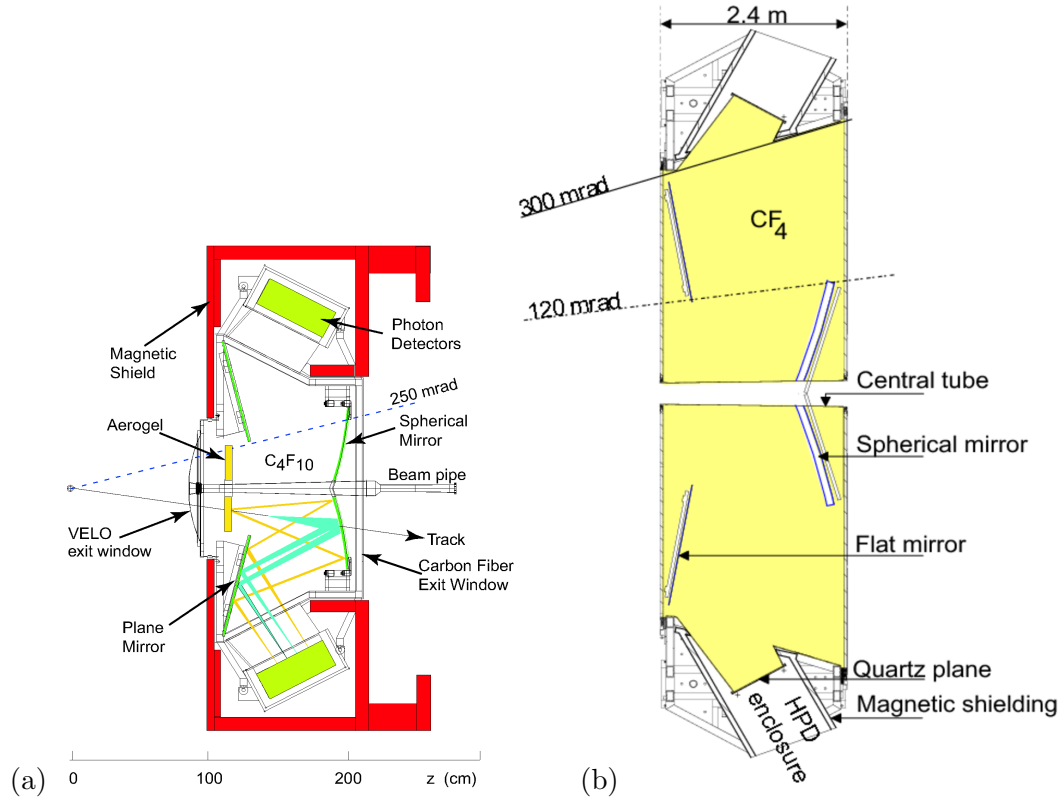 Magnetic
Shield
Aerogel
VELO
exit window
Plane
Mirror
C4F10
250 mrad
Photon
Detectors
Spherical
Mirror
Beam pipe
Track
Carbon Fiber
Exit Window
0
100
200
z (cm)
(a)
2.4 m
300 mrad
CF4
120 mrad
Central tube
Spherical mirror
Flat mirror
Quartz plane
Magnetic shielding
HPD
enclosure
(b)